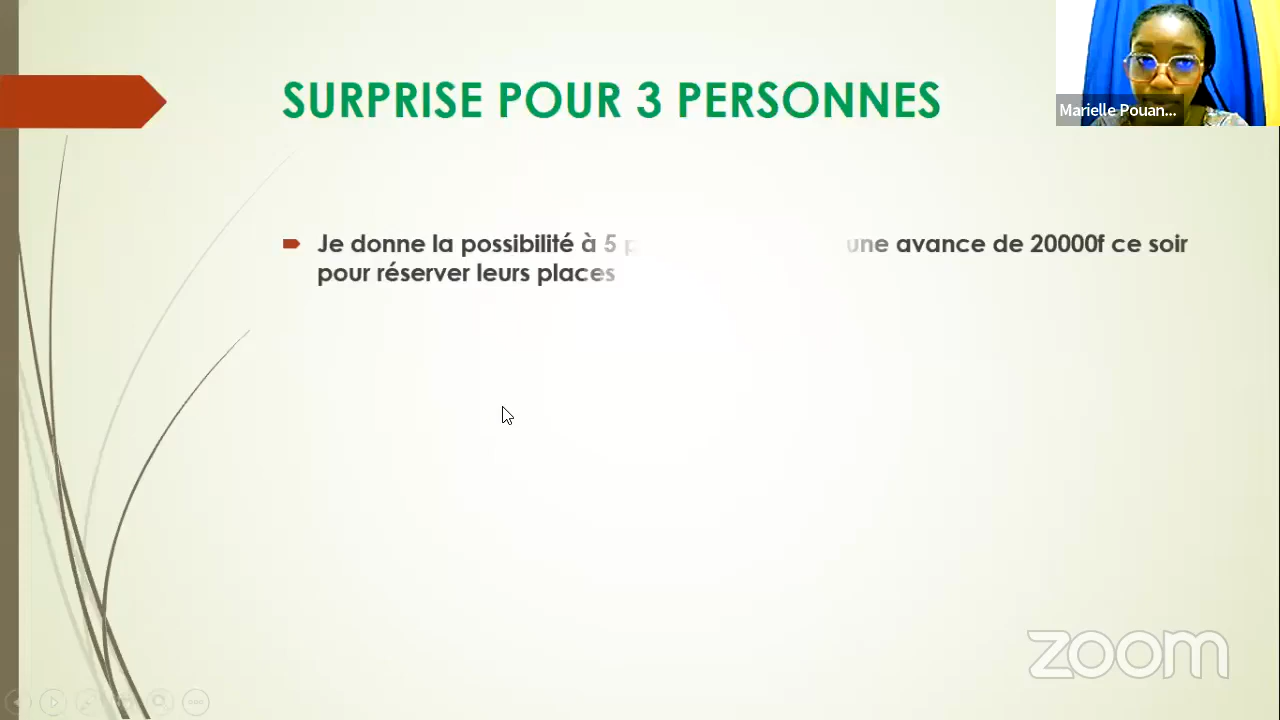 SURPRISE POUR 3 PERSONNES
Marielle Pouan...
Je donne la possibilité à 5 une avance de 20000f ce soir
pour réserver leurs places
zoom